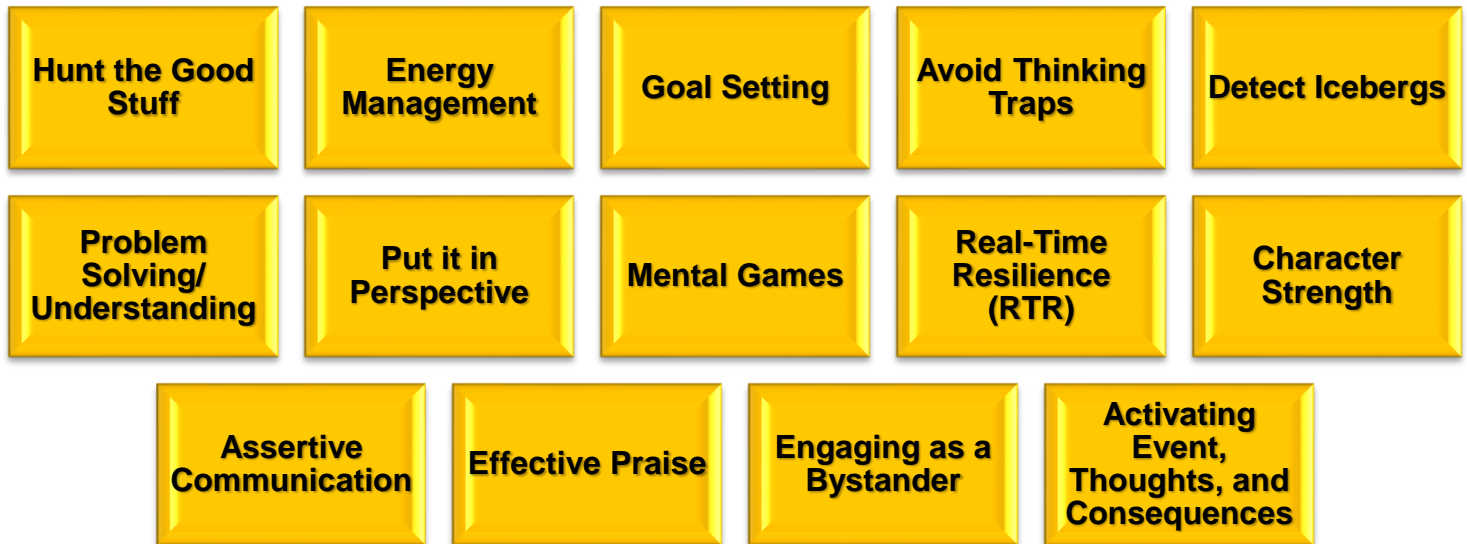 Hunt the Good
Stuff
Energy
Management
Goal Setting
Avoid Thinking
Traps
Detect Icebergs
Problem
Solving/
Understanding
Put it in
Perspective
Mental Games
Real-Time
Resilience
(RTR)
Character
Strength
Assertive
Communication
Effective Praise
Engaging as a
Bystander
Activating
Event,
Thoughts, and
Consequences